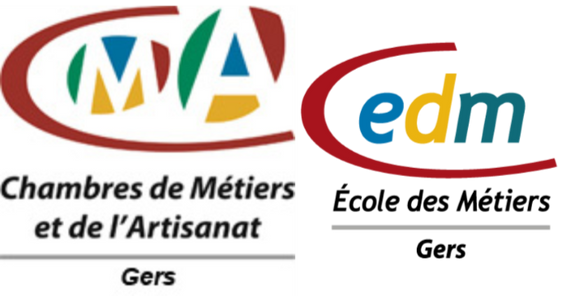 CMA
Chambres de Métiers
et de l'Artisanat
Gers
edm
École des Métiers
Gers